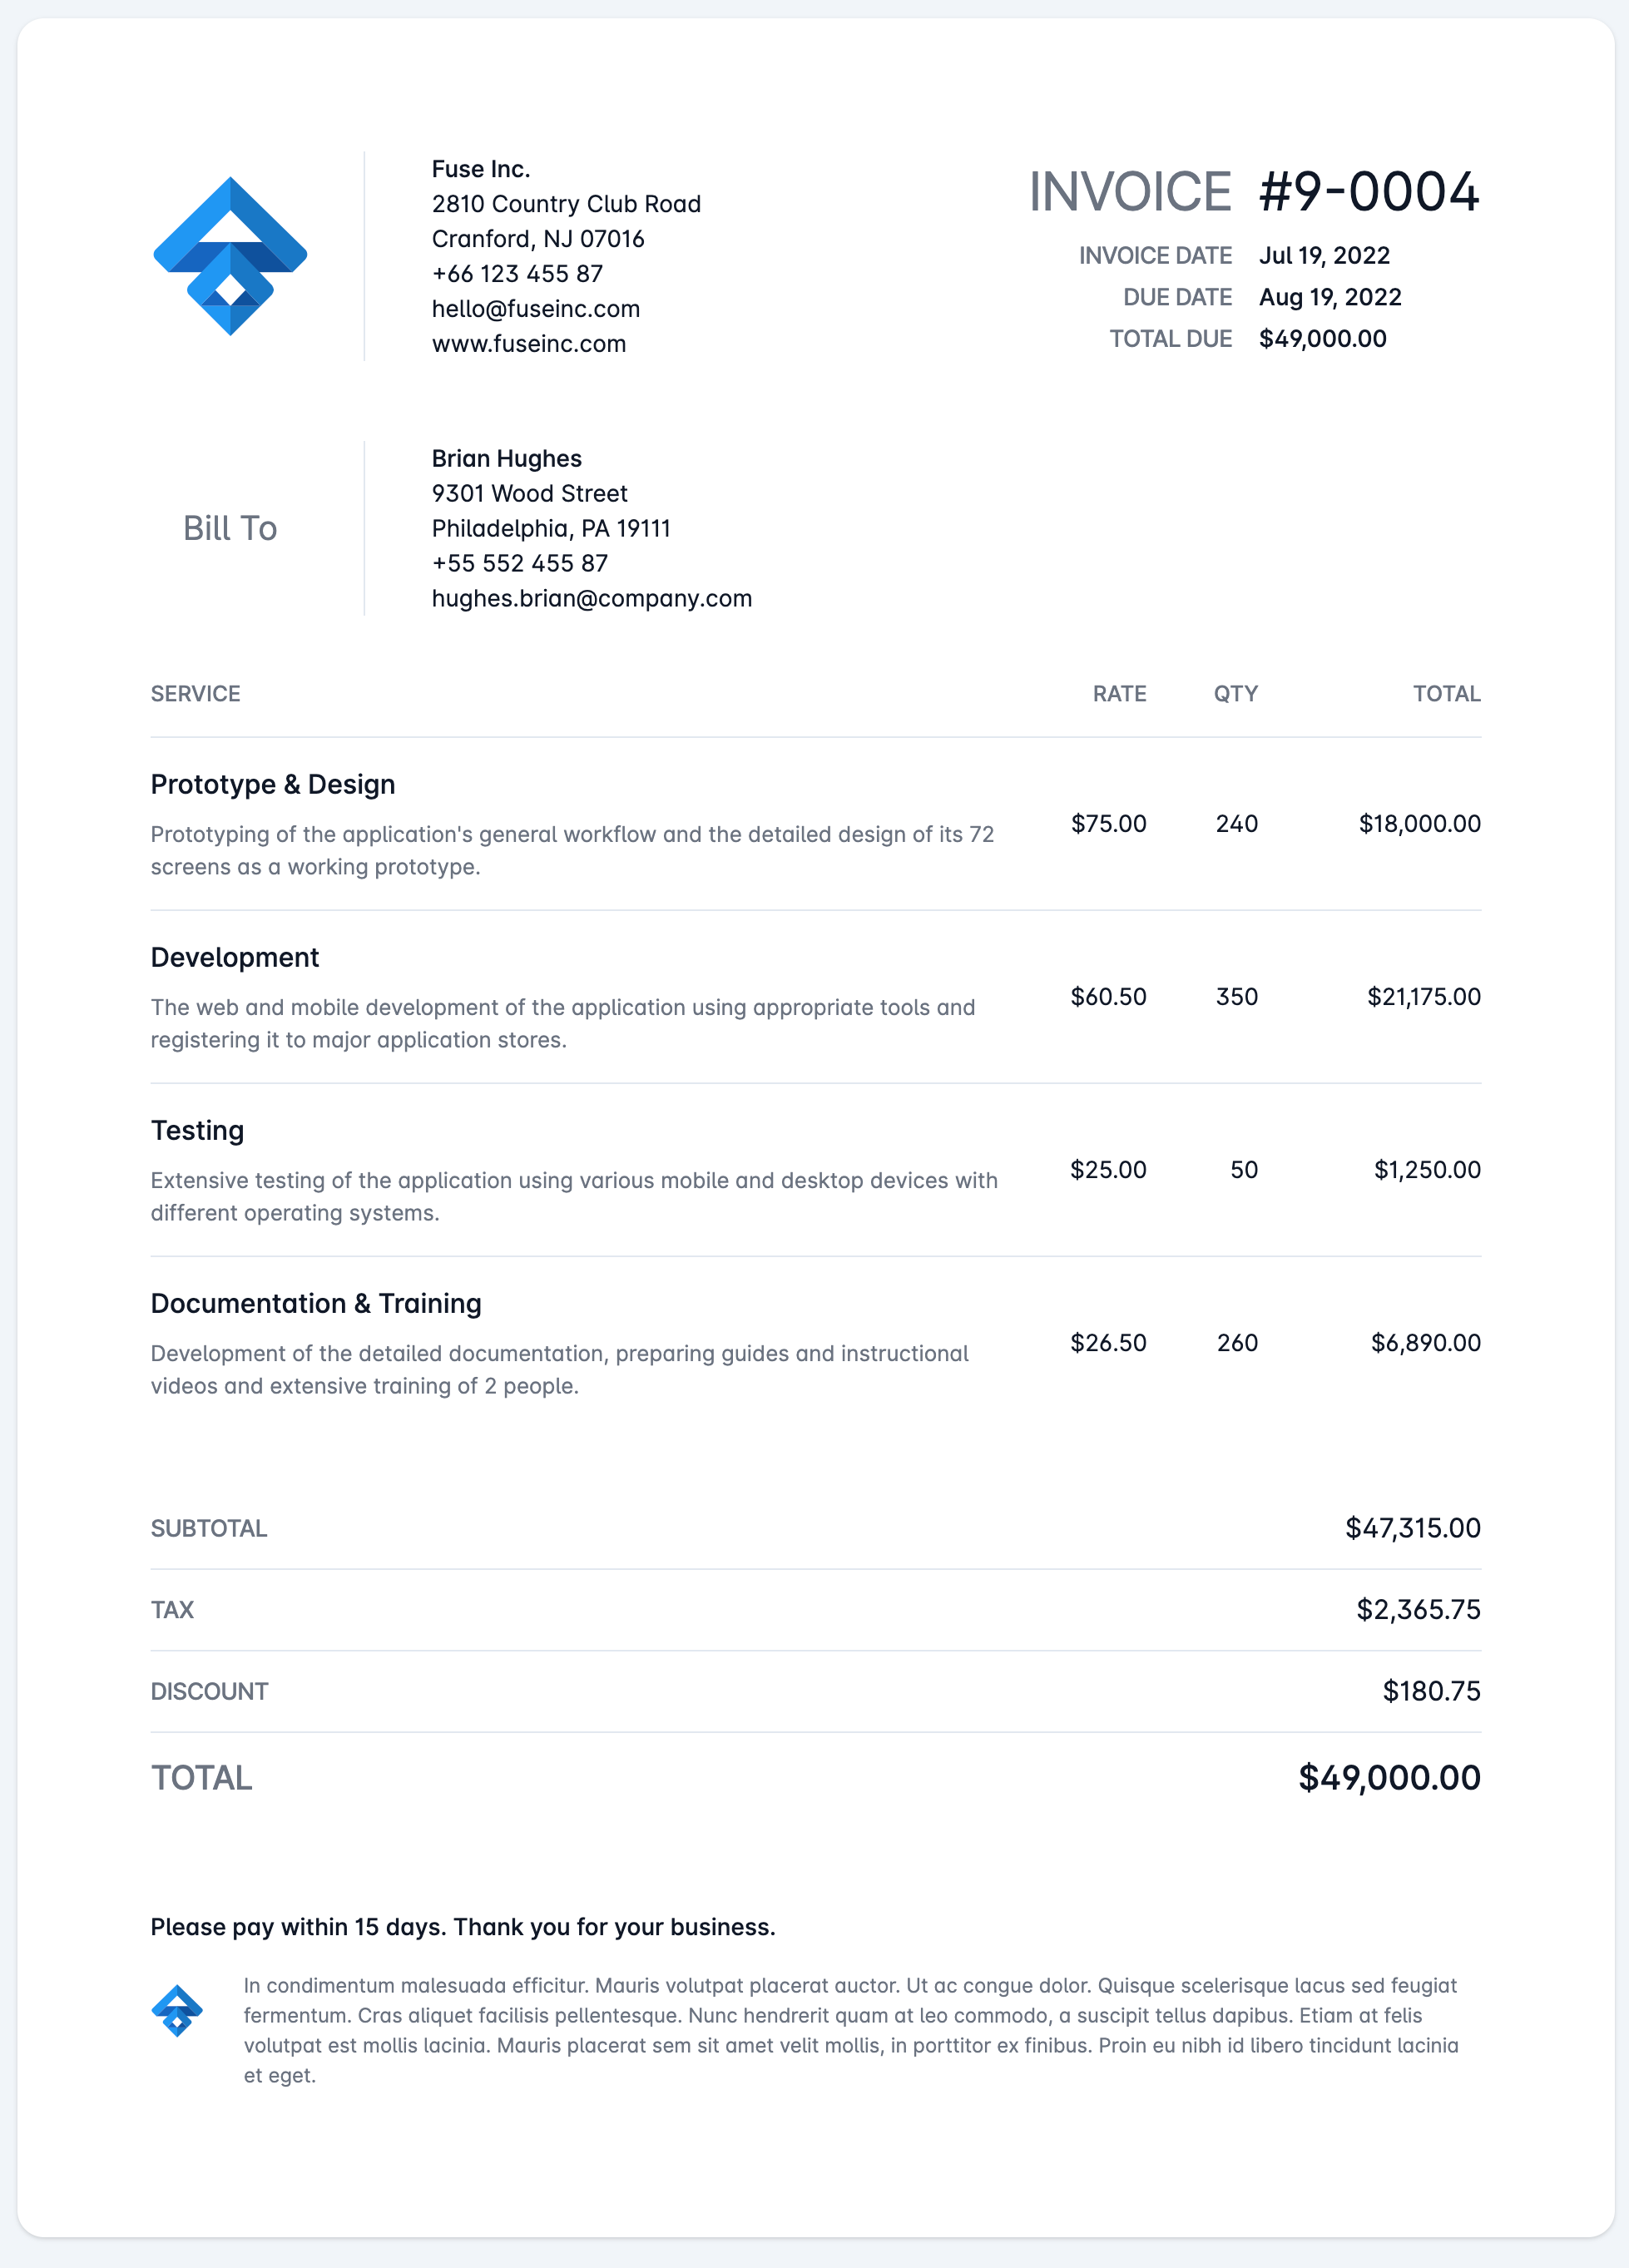 Fuse Inc.
2810 Country Club Road
Cranford, NJ 07016
+66 123 455 87
hello@fuseinc.com
www.fuseinc.com
INVOICE #9-0004
INVOICE DATE Jul 19, 2022
DUE DATE Aug 19, 2022
TOTAL DUE $49,000.00
Bill To
Brian Hughes
9301 Wood Street
Philadelphia, PA 19111
+55 552 455 87
hughes.brian@company.com
SERVICE RATE QTY TOTAL
Prototype & Design
Prototyping of the application's general workflow and the detailed design of its 72
screens as a working prototype.
$75.00 240 $18,000.00
Development
The web and mobile development of the application using appropriate tools and
registering it to major application stores.
$60.50 350 $21,175.00
Testing
Extensive testing of the application using various mobile and desktop devices with
different operating systems.
$25.00 50 $1,250.00
Documentation & Training
Development of the detailed documentation, preparing guides and instructional
videos and extensive training of 2 people.
$26.50 260 $6,890.00
SUBTOTAL $47,315.00
TAX $2,365.75
DISCOUNT $180.75
TOTAL $49,000.00
Please pay within 15 days. Thank you for your business.
In condimentum malesuada efficitur. Mauris volutpat placerat auctor. Ut ac congue dolor. Quisque scelerisque lacus sed feugiat
fermentum. Cras aliquet facilisis pellentesque. Nunc hendrerit quam at leo commodo, a suscipit tellus dapibus. Etiam at felis
volutpat est mollis lacinia. Mauris placerat sem sit amet velit mollis, in porttitor ex finibus. Proin eu nibh id libero tincidunt lacinia
et eget.